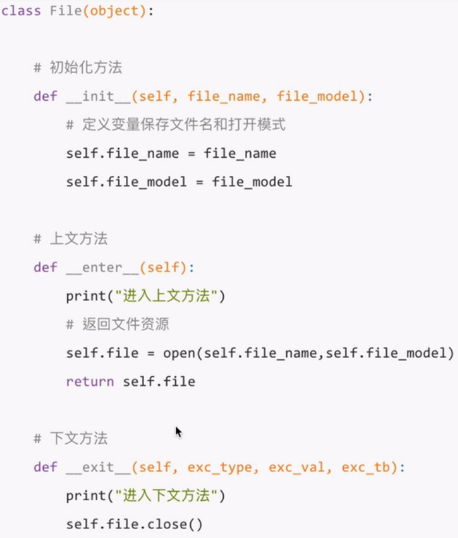 class File(object):
    # 初始化方法
    def __init__(self, file_name, file_model):
        # 定义变量保存文件名和打开模式
        self.file_name = file_name
        self.file_model = file_model
    # 上文方法
    def __enter__(self):
        print("进入上文方法")
        # 返回文件资源
        self.file = open(self.file_name,self.file_model)
        return self.file
    # 下文方法
    def __exit__(self, exc_type, exc_val, exc_tb):
        print("进入下文方法")
        self.file.close()